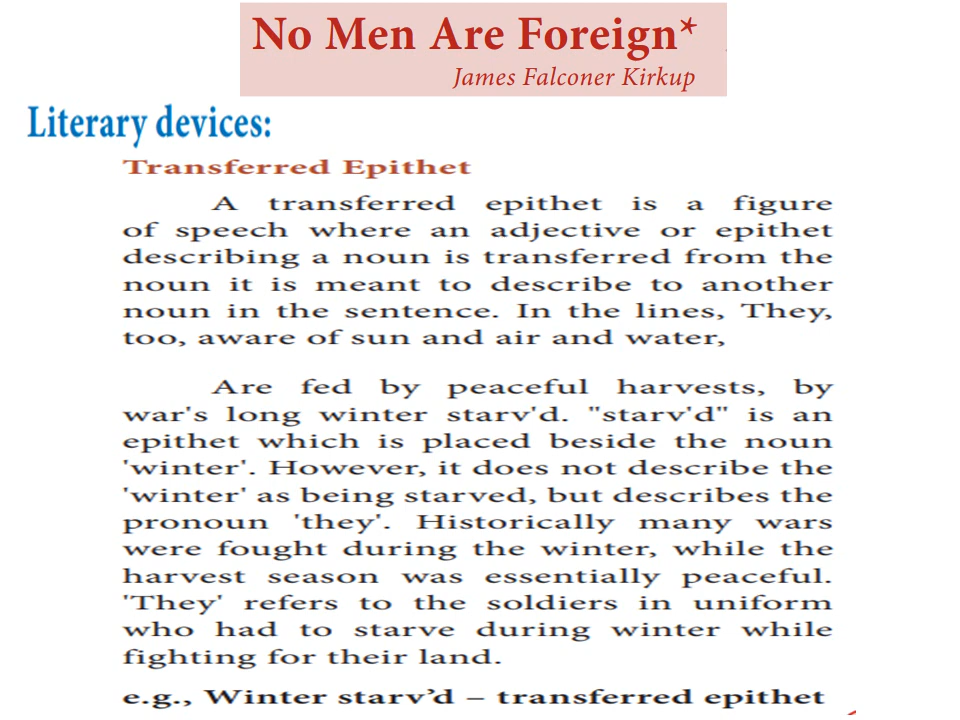 No Men Are Foreign*
James Falconer Kirkup
Literary devices:
Transferred Epithet
A transferred epithet is a figure
of speech where an adjective or epithet
describing a noun is transferred from the
noun it is meant to describe to another
noun in the sentence. In the lines, They,
too, aware of sun and air and water,
Are fed by peaceful harvests, by
war's long winter starv'd. "starv'd" is an
epithet which is placed beside the noun
'winter'. However, it does not describe the
'winter' as being starved, but describes the
pronoun 'they'. Historically many wars
were fought during the winter, while the
harvest season was essentially peaceful.
'They' refers to the soldiers in uniform
who had to starve during winter while
fighting for their land.
e.g., Winter starv’d – transferred epithet